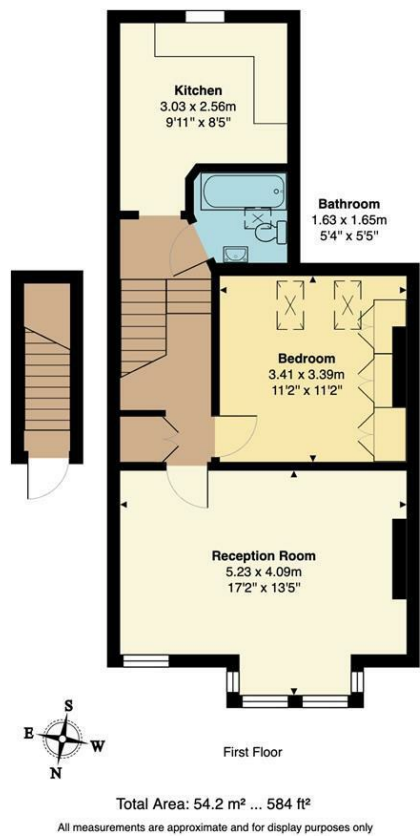 Kitchen
3.03 x 2.56m
9'11" x 8'5"
Bathroom
1.63 x 1.65m
5'4" x 5'5"
Bedroom
3.41 x 3.39m
11'2" x 11'2"
Reception Room
5.23 x 4.09m
17'2" x 13'5"
S
E
W
N
First Floor
Total Area: 54.2 m² ... 584 ft²
All measurements are approximate and for display purposes only